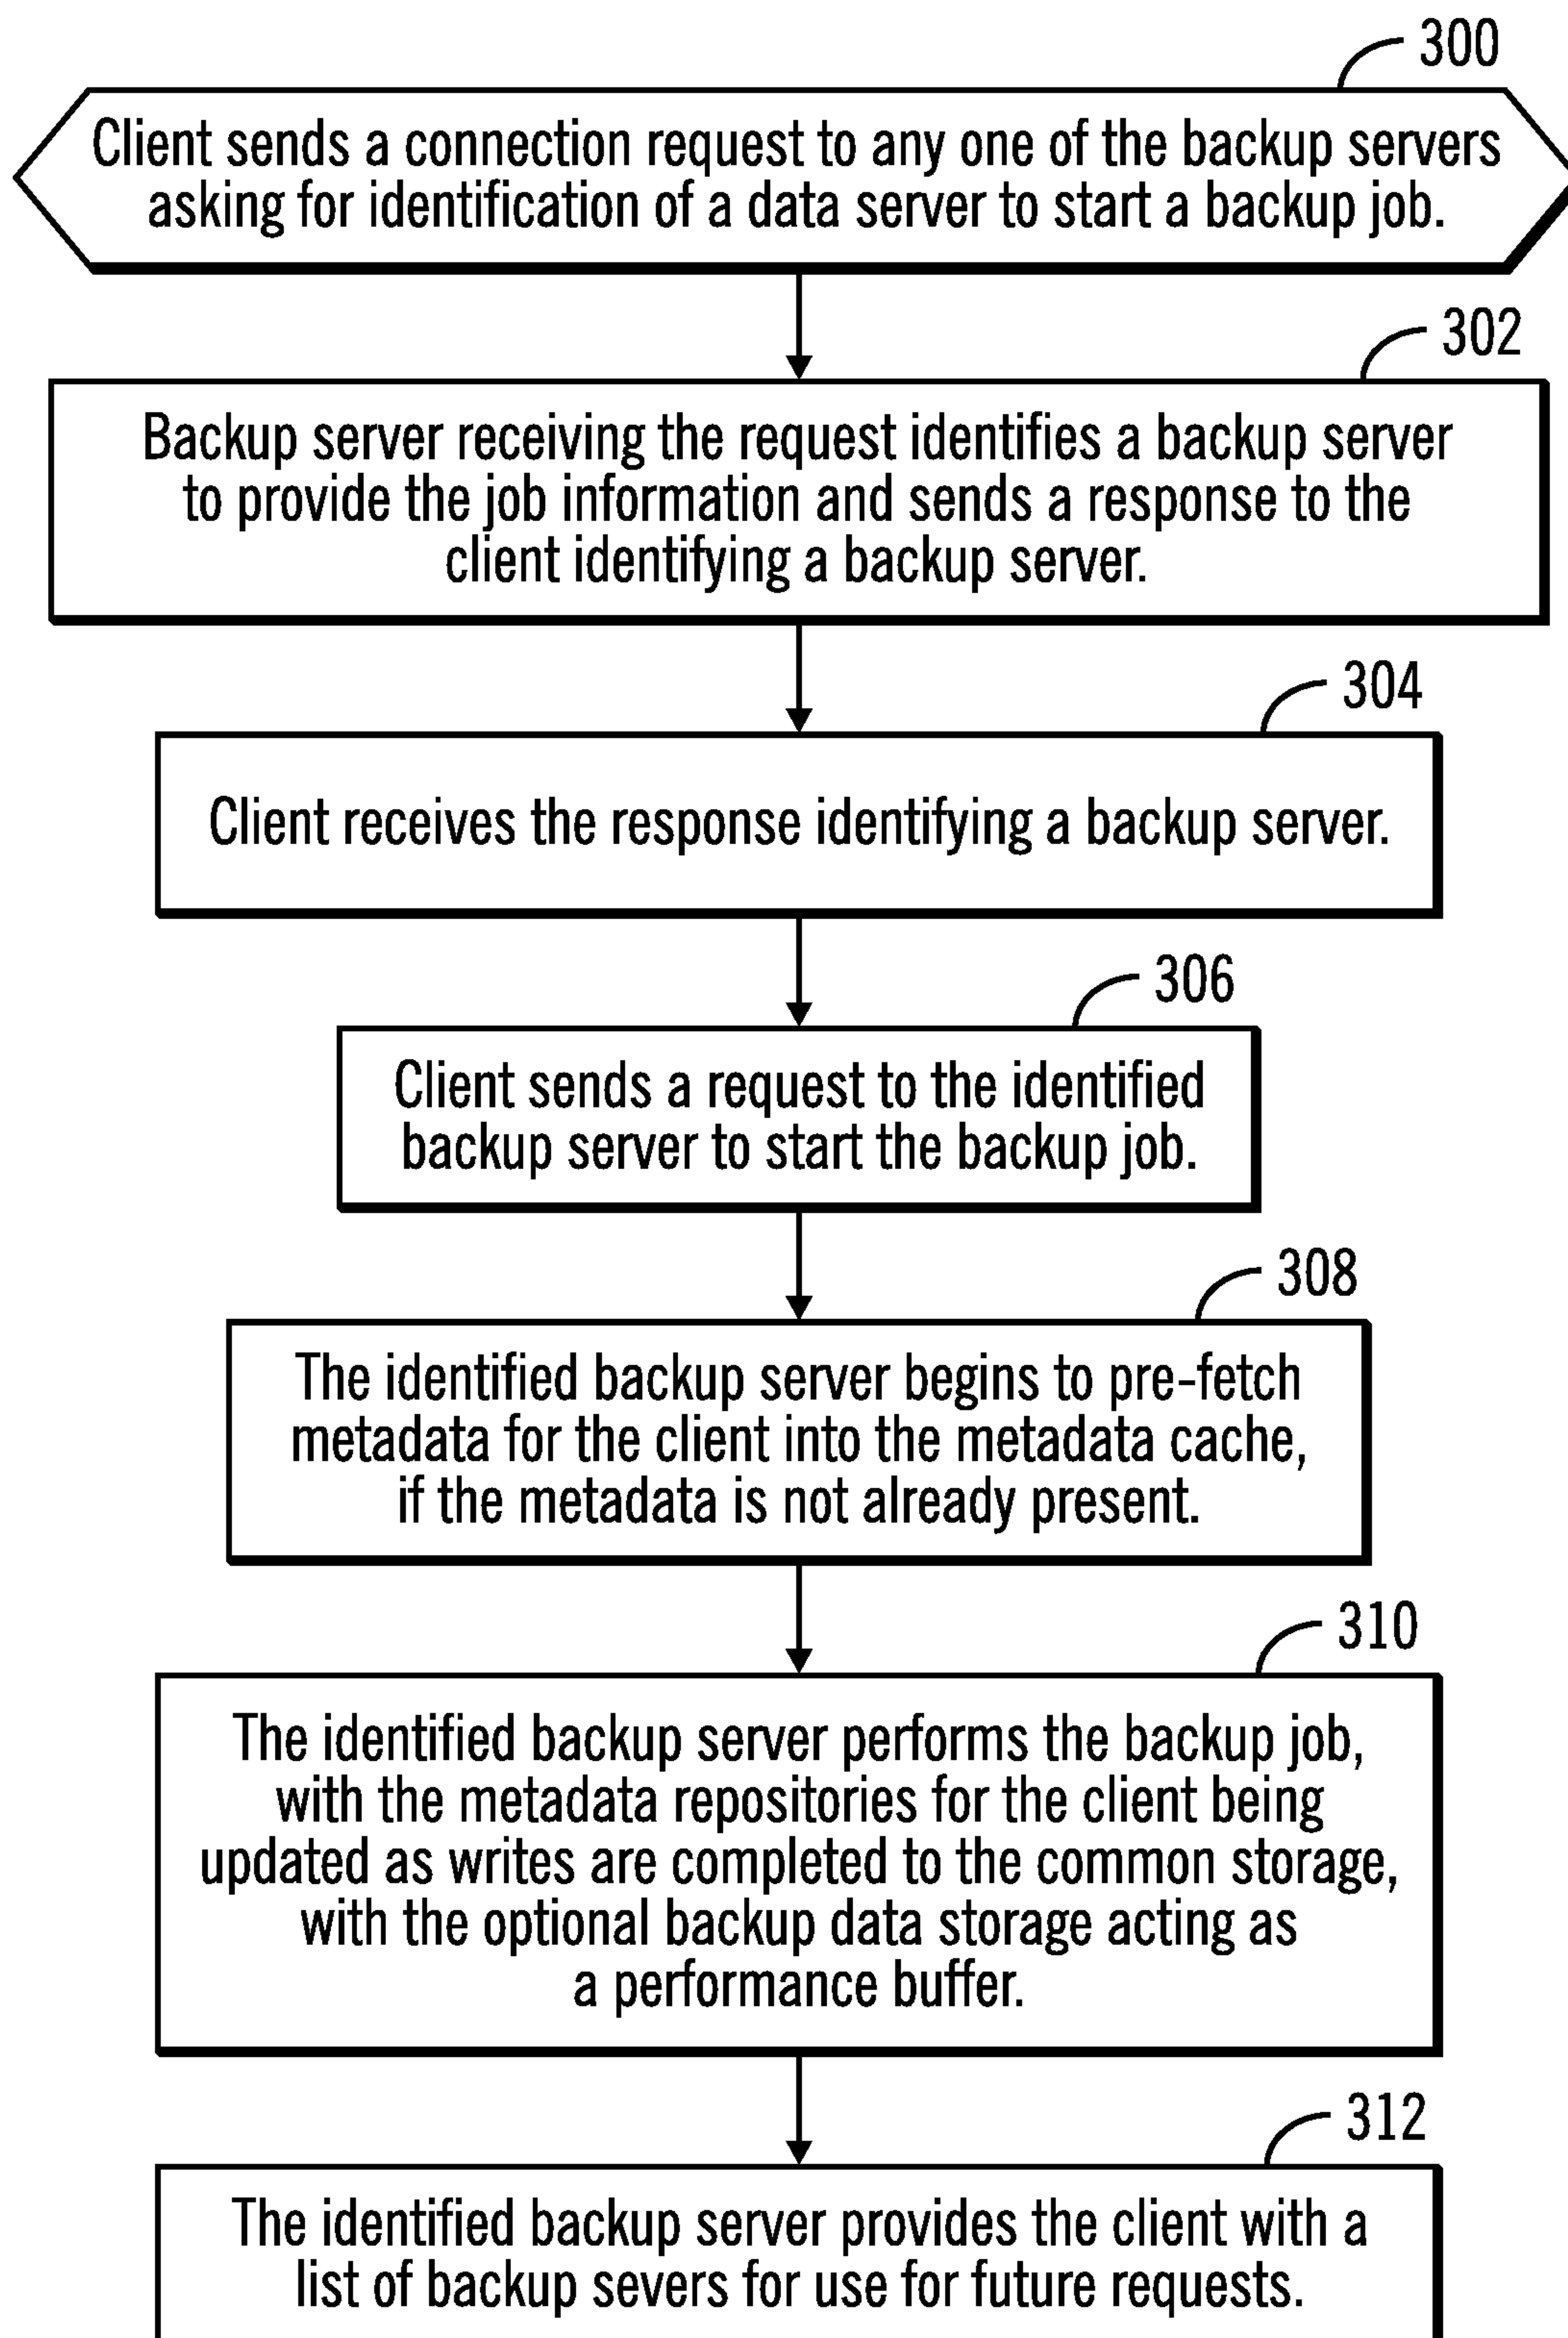 300
Client sends a connection request to any one of the backup servers
asking for identification of a data server to start a backup job.
302
Backup server receiving the request identifies a backup server
to provide the job information and sends a response to the
client identifying a backup server.
304
Client receives the response identifying a backup server.
306
Client sends a request to the identified
backup server to start the backup job.
308
The identified backup server begins to pre-fetch
metadata for the client into the metadata cache,
if the metadata is not already present.
310
The identified backup server performs the backup job,
with the metadata repositories for the client being
updated as writes are completed to the common storage,
with the optional backup data storage acting as
a performance buffer.
312
The identified backup server provides the client with a
list of backup severs for use for future requests.